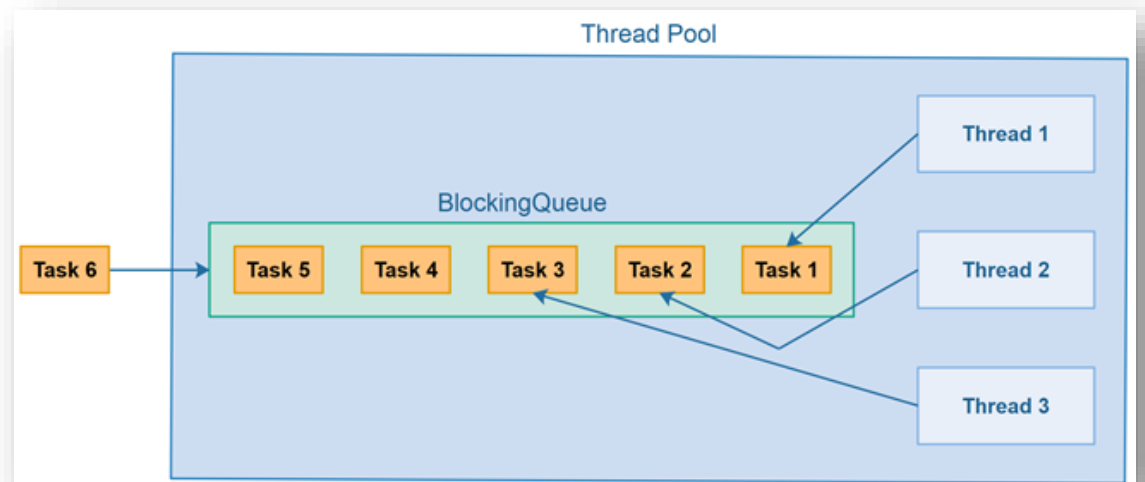 Thread Pool
Thread 1
BlockingQueue
Task 6
Task 5
Task 4
Task 3
Task 2
Task 1
Thread 2
Thread 3